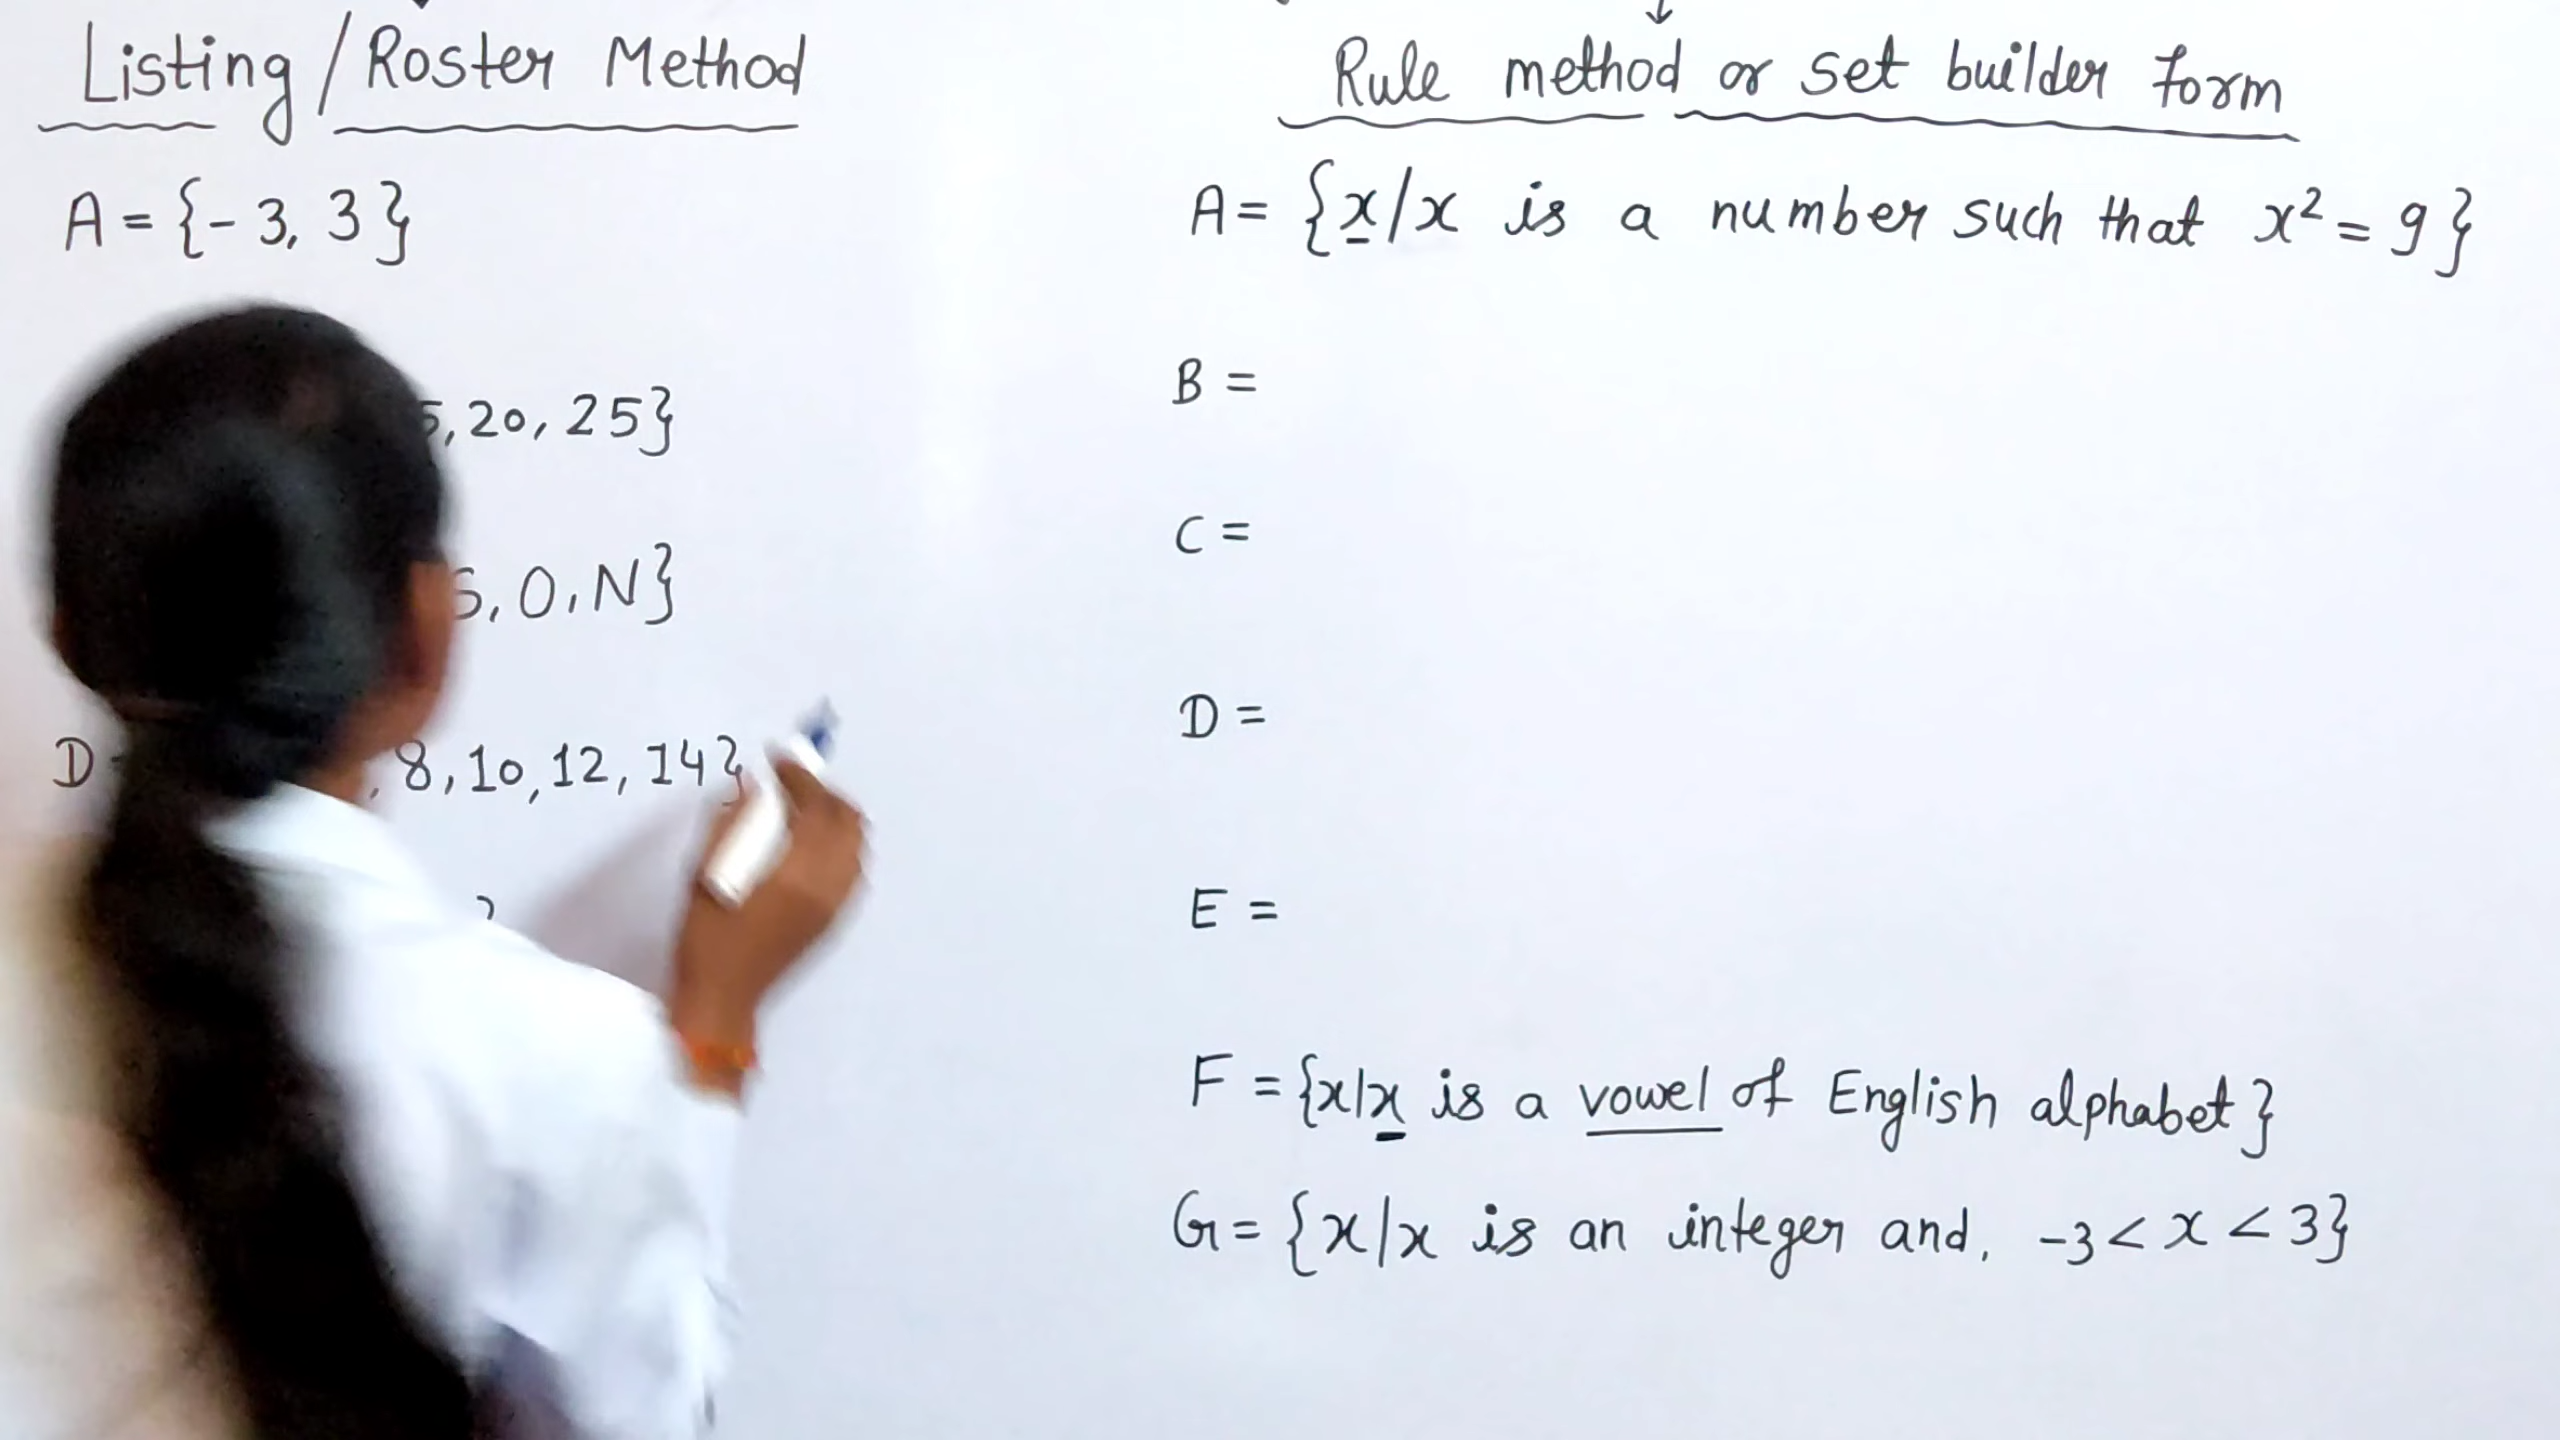 Listing/Roster Method
A = {-3, 3}
5, 20, 25}
S, O, N}
D
, 8, 10, 12, 14}
}
Rule method or set builder form
A = {x/x is a number such that x² = 9}
B =
C =
D =
E =
F = {x/x is a vowel of English alphabet}
G = {x/x is an integer and, -3 < x < 3}